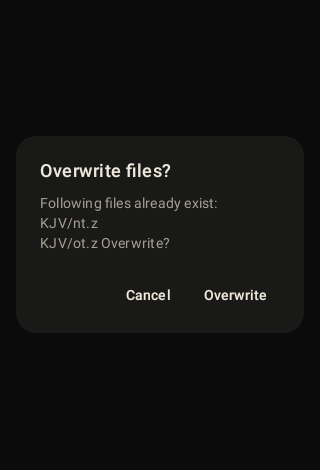 Overwrite files?
Following files already exist:
KJV/nt.z
KJV/ot.z Overwrite?
Cancel Overwrite